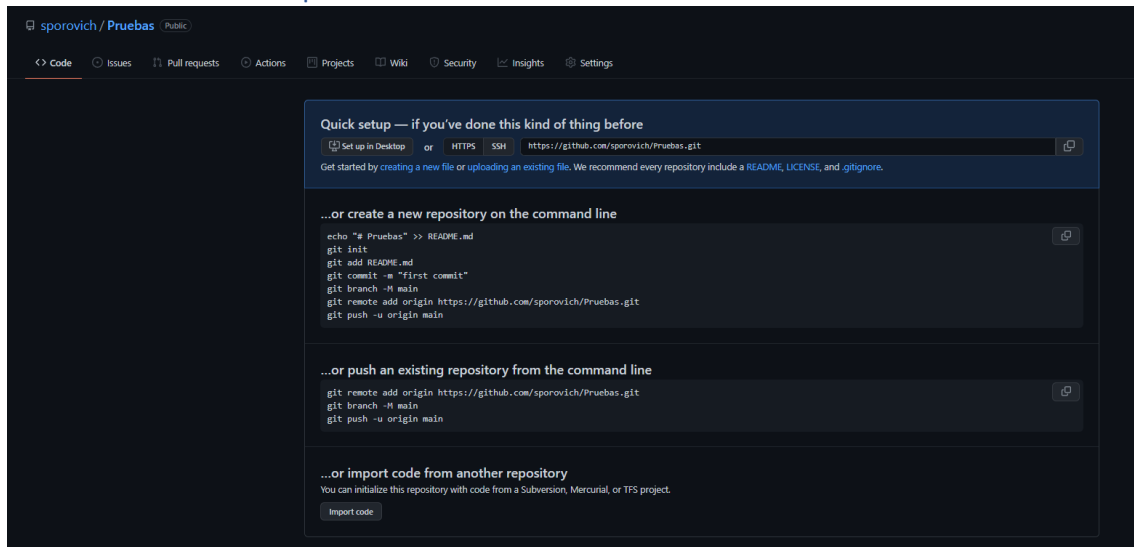 sporovich / Pruebas Public
Code Issues Pull requests Actions Projects Wiki Security Insights Settings
Quick setup — if you've done this kind of thing before
Set up in Desktop or HTTPS SSH https://github.com/sporovich/Pruebas.git
Get started by creating a new file or uploading an existing file. We recommend every repository include a README, LICENSE, and .gitignore.
...or create a new repository on the command line
echo "# Pruebas" >> README.md
git init
git add README.md
git commit -m "first commit"
git branch -M main
git remote add origin https://github.com/sporovich/Pruebas.git
git push -u origin main
...or push an existing repository from the command line
git remote add origin https://github.com/sporovich/Pruebas.git
git branch -M main
git push -u origin main
...or import code from another repository
You can initialize this repository with code from a Subversion, Mercurial, or TFS project.
Import code